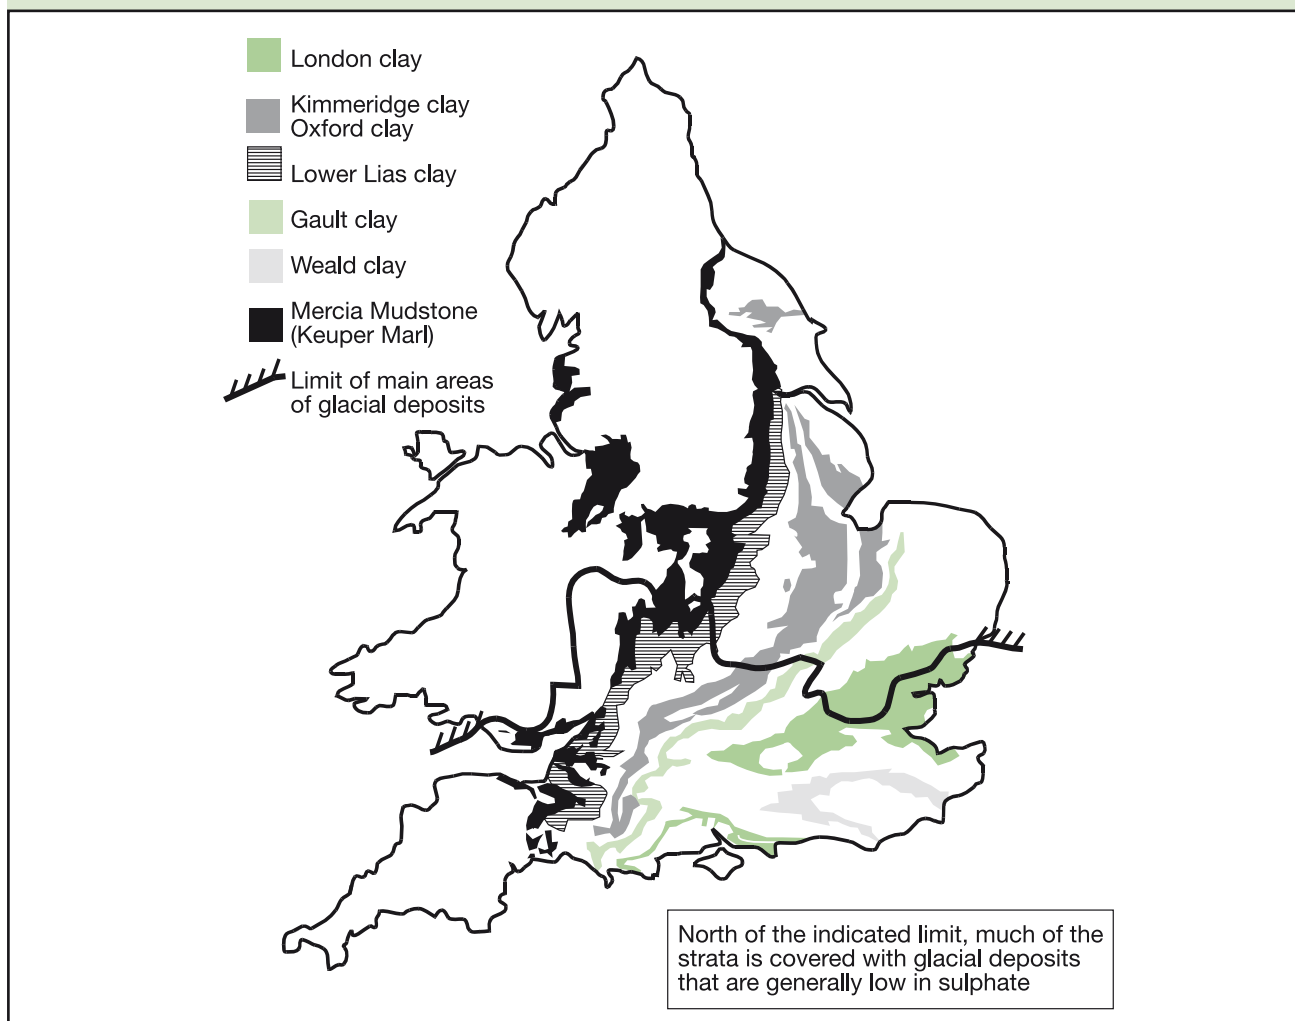 London clay
Kimmeridge clay
Oxford clay
Lower Lias clay
Gault clay
Weald clay
Mercia Mudstone
(Keuper Marl)
Limit of main areas
of glacial deposits
North of the indicated limit, much of the
strata is covered with glacial deposits
that are generally low in sulphate